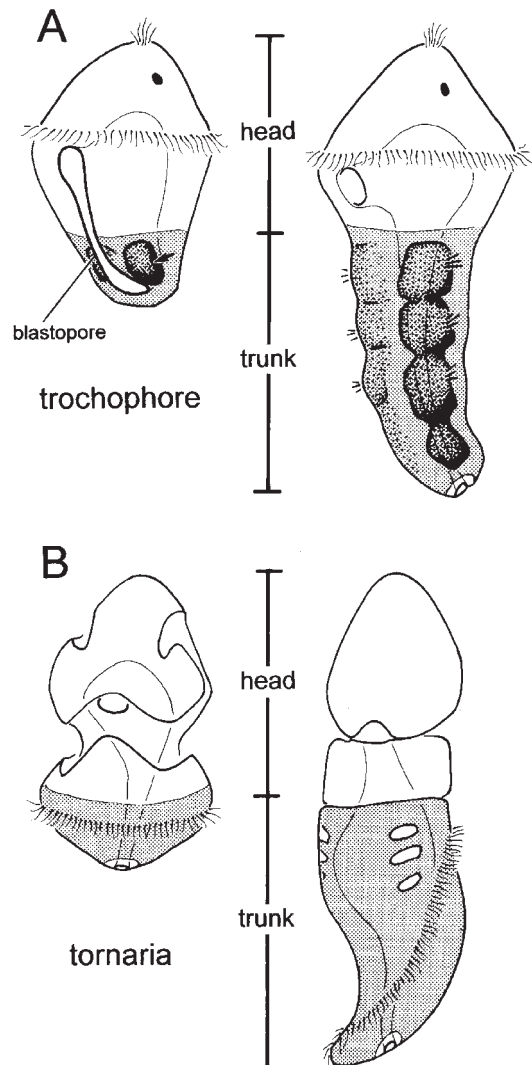 A
head
blastopore
trunk
trochophore
B
head
trunk
tornaria